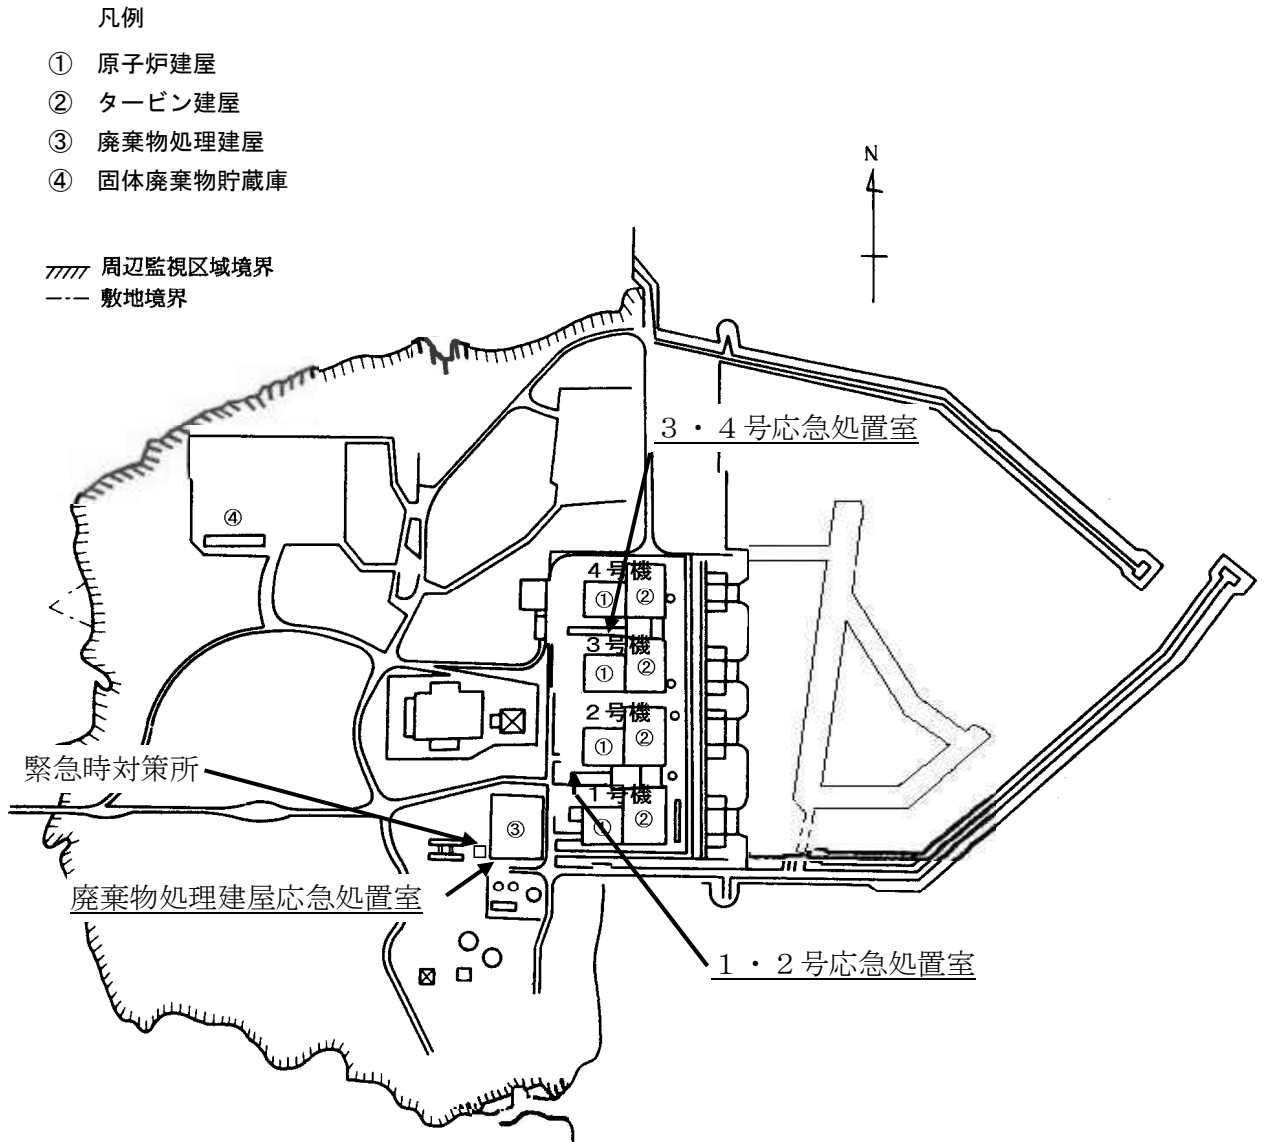 凡例
① 原子炉建屋
② タービン建屋
③ 廃棄物処理建屋
④ 固体廃棄物貯蔵庫
周辺監視区域境界
敷地境界
N
3・4号応急処置室
④
4号機
① ②
3号機
① ②
2号機
① ②
緊急時対策所
1号機
③
① ②
廃棄物処理建屋応急処置室
1・2号応急処置室